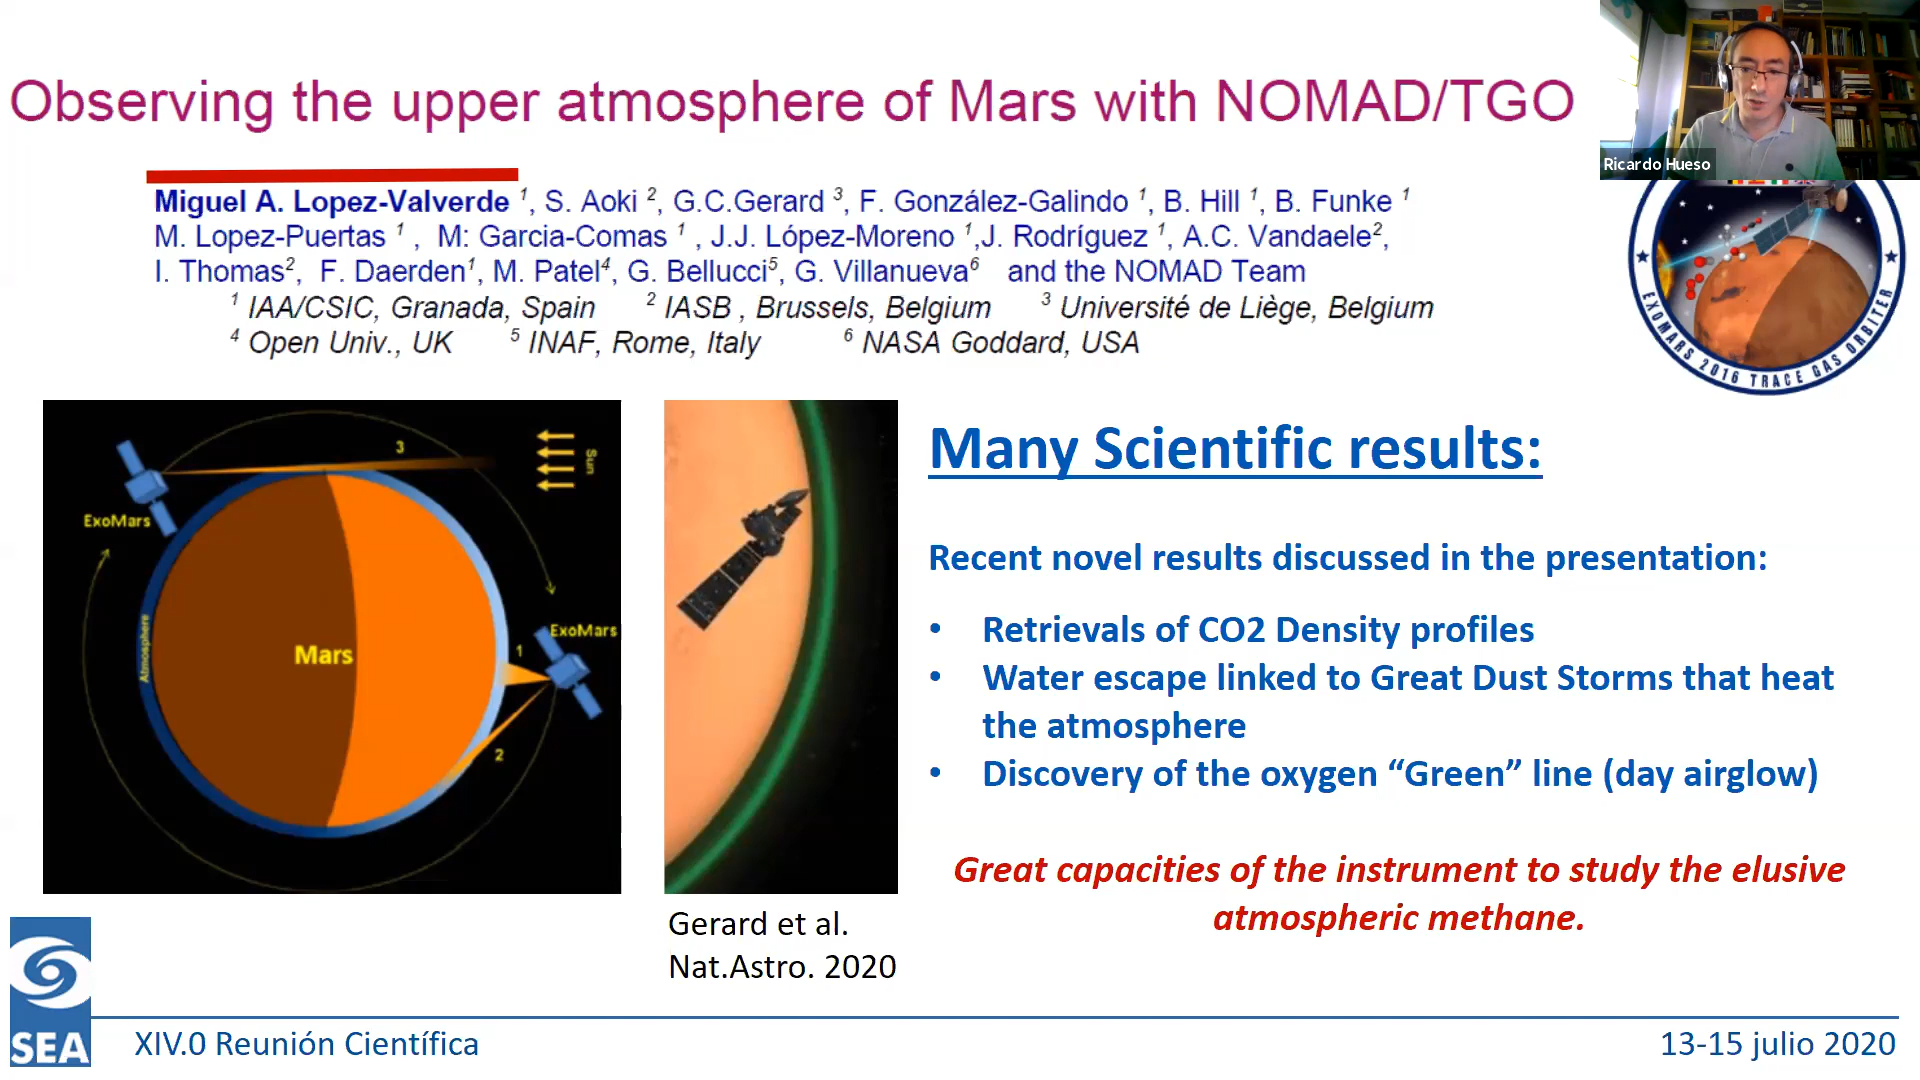 Observing the upper atmosphere of Mars with NOMAD/TGO
Ricardo Hueso
Miguel A. Lopez-Valverde 1, S. Aoki 2, G.C.Gerard 3, F. González-Galindo 1, B. Hill 1, B. Funke 1
M. Lopez-Puertas 1 , M: Garcia-Comas 1 , J.J. López-Moreno 1,J. Rodríguez 1, A.C. Vandaele2,
I. Thomas2, F. Daerden1, M. Patel4, G. Bellucci5, G. Villanueva6 and the NOMAD Team
1 IAA/CSIC, Granada, Spain 2 IASB , Brussels, Belgium 3 Université de Liège, Belgium
4 Open Univ., UK 5 INAF, Rome, Italy 6 NASA Goddard, USA
EXOMARS 2016 TRACE GAS ORBITER
3
Sun
ExoMars
ExoMars
1
Atmosphere
Mars
2
Many Scientific results:
Recent novel results discussed in the presentation:
• Retrievals of CO2 Density profiles
• Water escape linked to Great Dust Storms that heat
the atmosphere
• Discovery of the oxygen “Green” line (day airglow)
Great capacities of the instrument to study the elusive
atmospheric methane.
Gerard et al.
Nat.Astro. 2020
SEA
XIV.0 Reunión Científica
13-15 julio 2020